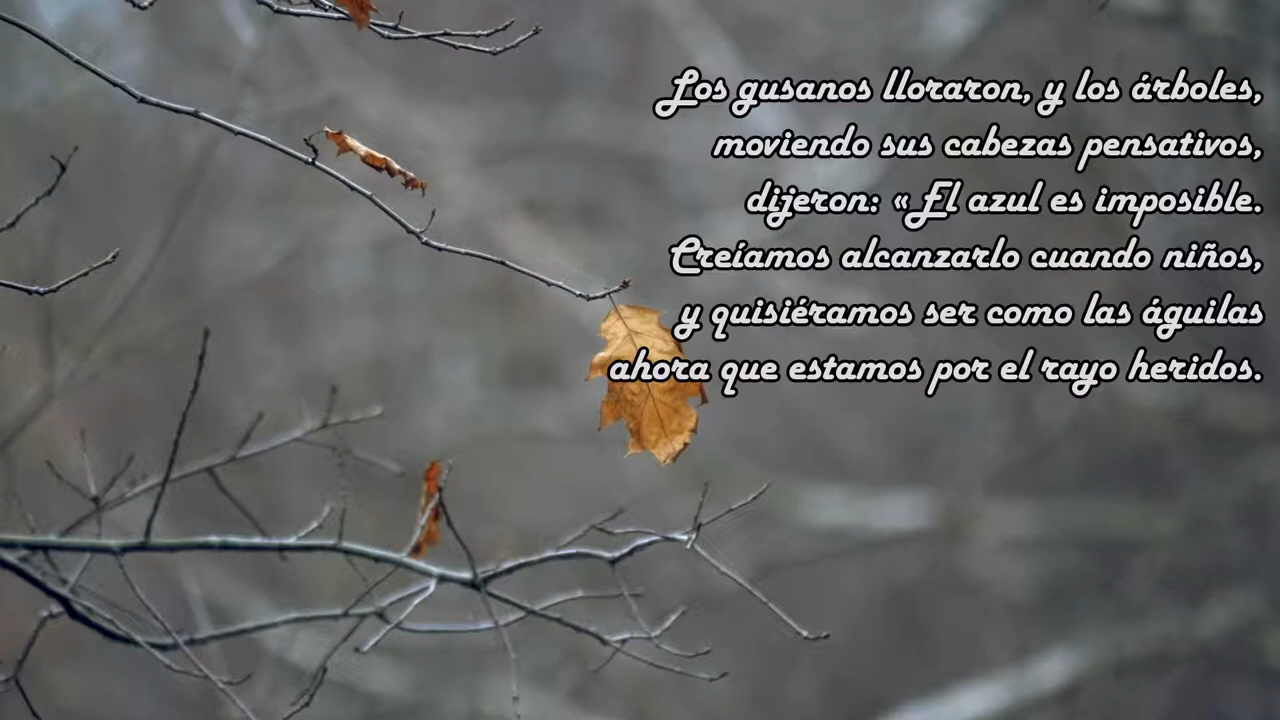 Los gusanos lloraron, y los árboles,
moviendo sus cabezas pensativos,
dijeron: «El azul es imposible.
Creíamos alcanzarlo cuando niños,
y quisiéramos ser como las águilas
ahora que estamos por el rayo heridos.